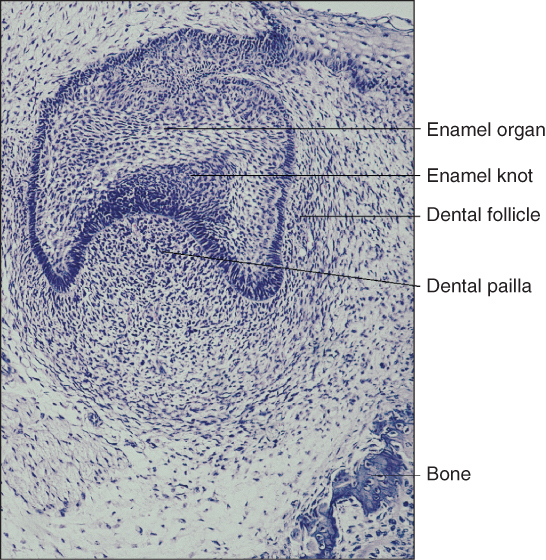 Enamel organ
Enamel knot
Dental follicle
Dental pailla
Bone